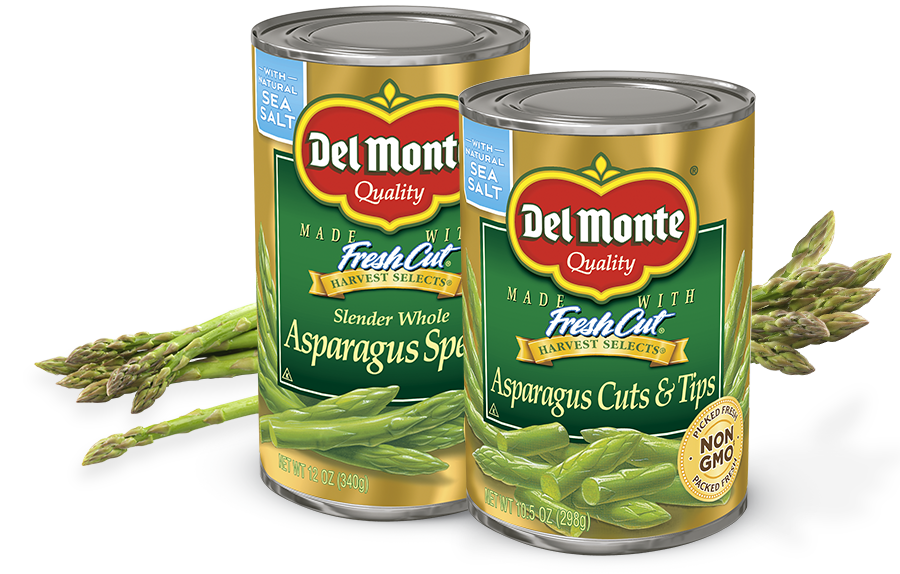 WITH
NATURAL
SEA
SALT
Del Mont
Quality
MADE WIT
Fresh Cut®
HARVEST SELECTS®
Slender Whole
Asparagus Spe
NET WT 12 OZ (340g)
WITH
NATURAL
SEA
SALT
®
Del Monte
Quality
MADE WITH
Fresh Cut®
HARVEST SELECTS®
Asparagus Cuts & Tips
PICKED FRESH
NON
GMO
PACKED FRESH
NET WT 10.5 OZ (298g)